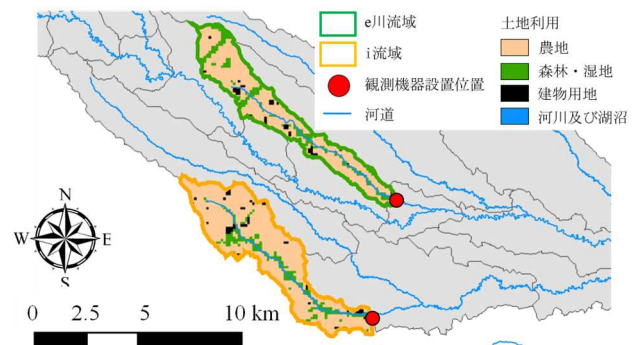 e川流域
i流域
観測機器設置位置
河道
土地利用
農地
森林・湿地
建物用地
河川及び湖沼
N
W E
S
0 2.5 5 10 km